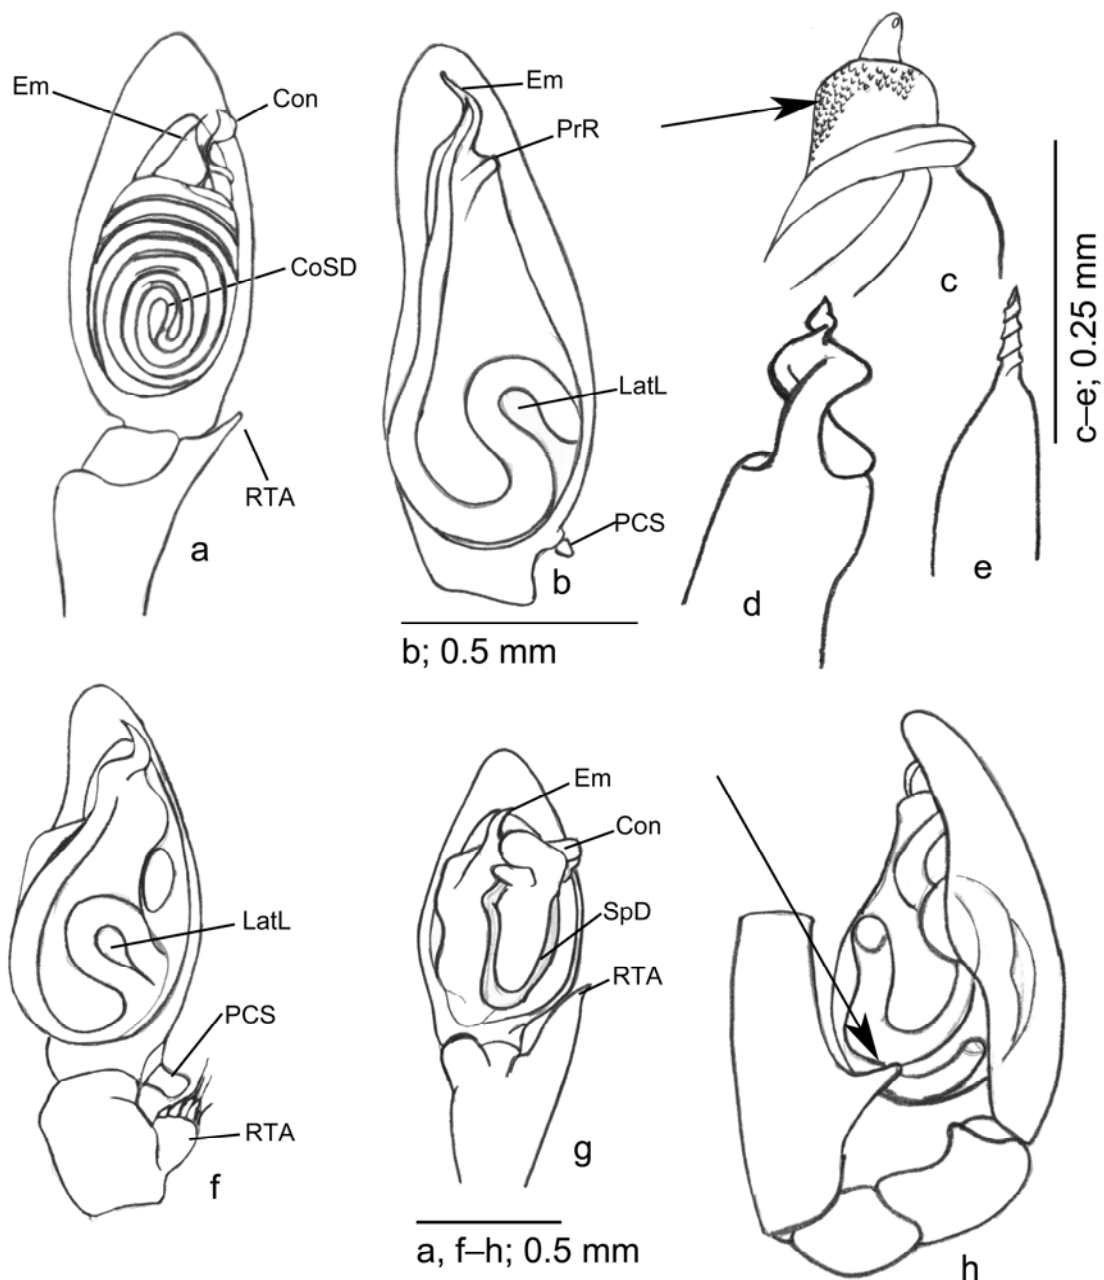 Em
Con
CoSD
RTA
a
Em
PrR
LatL
PCS
b
b; 0.5 mm
c
d
e
c–e; 0.25 mm
LatL
PCS
RTA
f
Em
Con
SpD
RTA
g
a, f–h; 0.5 mm
h